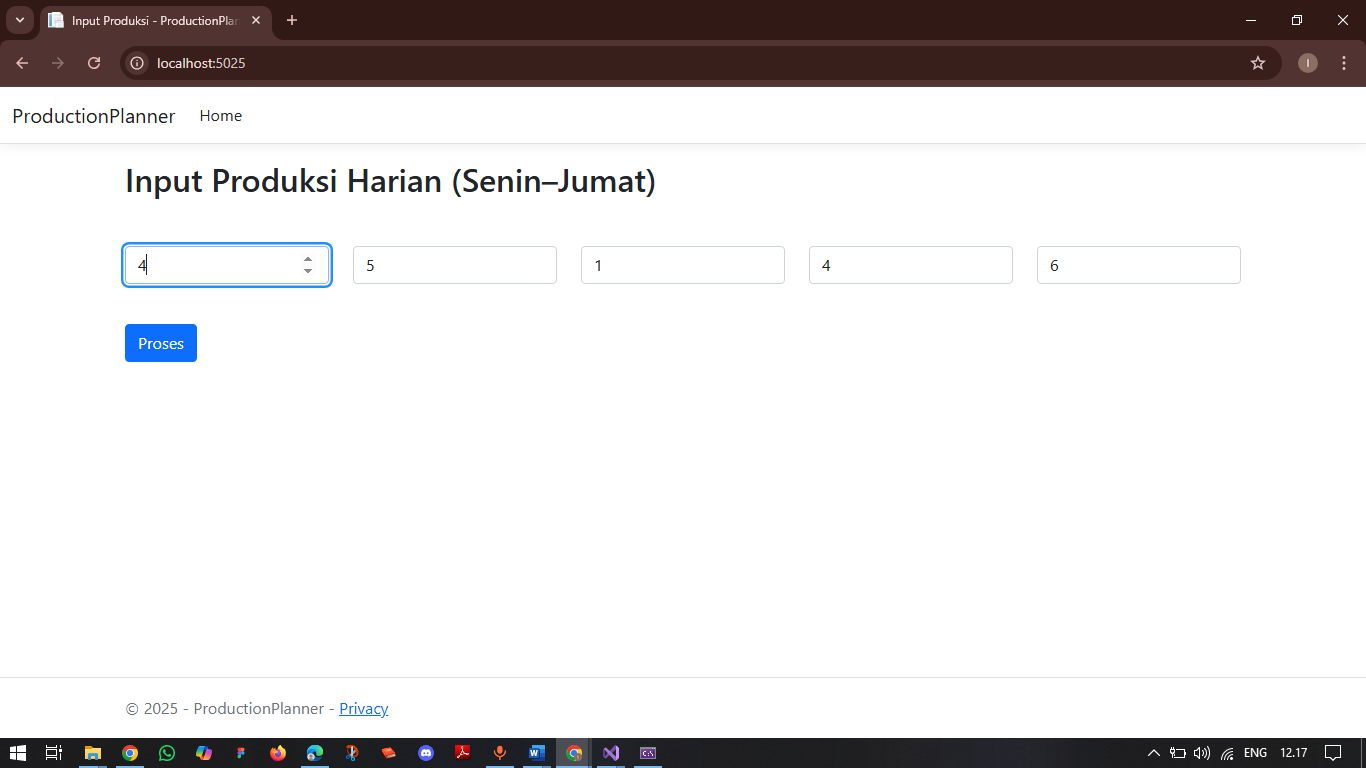 Input Produksi - ProductionPlan
localhost:5025
I
ProductionPlanner Home
Input Produksi Harian (Senin–Jumat)
4 5 1 4 6
Proses
© 2025 - ProductionPlanner - Privacy
ENG 12.17